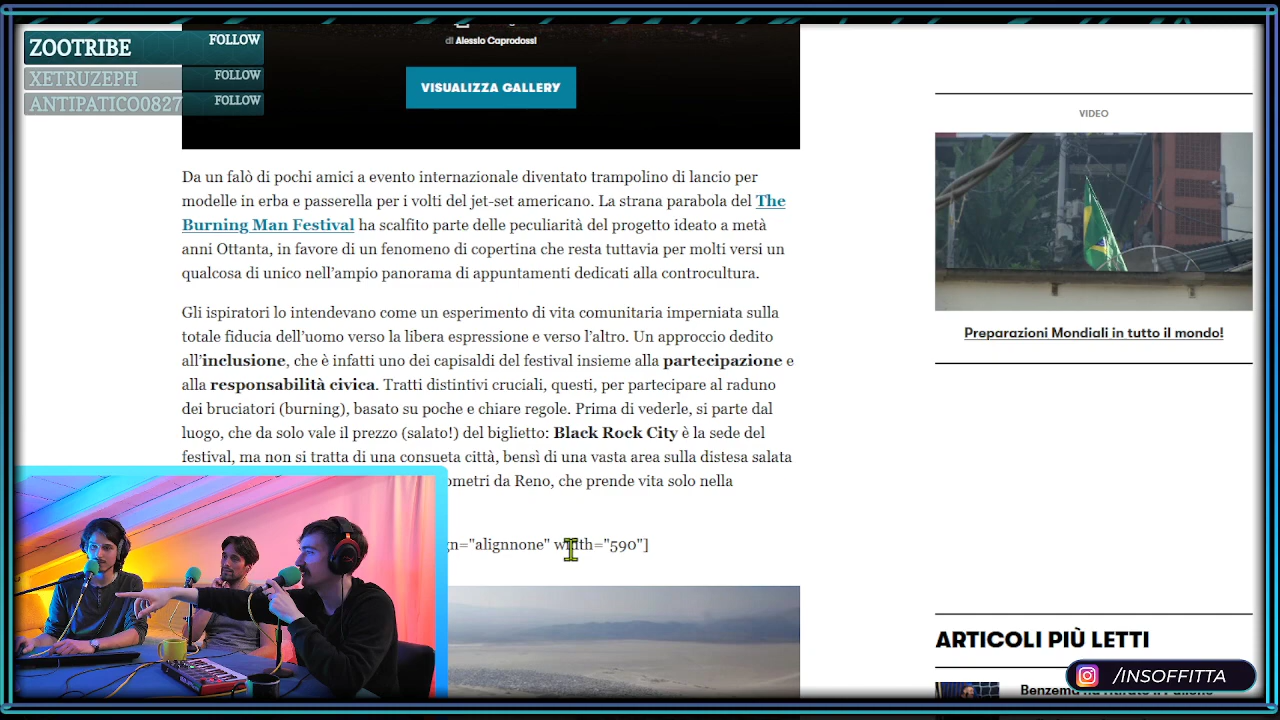 ZOOTRIBE FOLLOW
XETRUZEPH FOLLOW
ANTIPATICO0827 FOLLOW
di Alessio Caprodossi
VISUALIZZA GALLERY
Da un falò di pochi amici a evento internazionale diventato trampolino di lancio per
modelle in erba e passerella per i volti del jet-set americano. La strana parabola del The
Burning Man Festival ha scalfito parte delle peculiarità del progetto ideato a metà
anni Ottanta, in favore di un fenomeno di copertina che resta tuttavia per molti versi un
qualcosa di unico nell'ampio panorama di appuntamenti dedicati alla controcultura.
Gli ispiratori lo intendevano come un esperimento di vita comunitaria imperniata sulla
totale fiducia dell'uomo verso la libera espressione e verso l'altro. Un approccio dedito
all'inclusione, che è infatti uno dei capisaldi del festival insieme alla partecipazione e
alla responsabilità civica. Tratti distintivi cruciali, questi, per partecipare al raduno
dei bruciatori (burning), basato su poche e chiare regole. Prima di vederle, si parte dal
luogo, che da solo vale il prezzo (salato!) del biglietto: Black Rock City è la sede del
festival, ma non si tratta di una consueta città, bensì di una vasta area sulla distesa salata
ometri da Reno, che prende vita solo nella
gn="alignnone" width="590"]
VIDEO
Preparazioni Mondiali in tutto il mondo!
ARTICOLI PIÙ LETTI
Benzema ha ritirato il Pallone
/INSOFFITTA